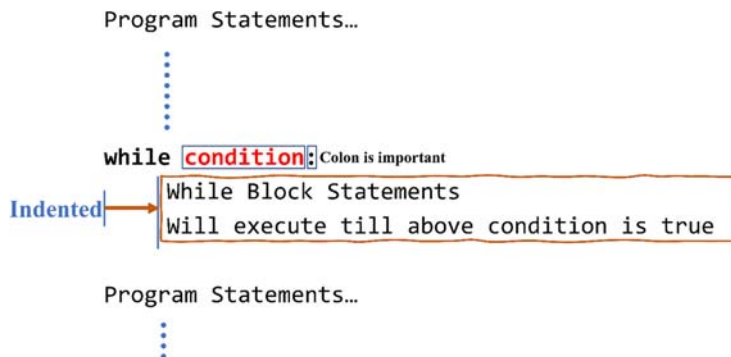 Program Statements…
while condition: Colon is important
While Block Statements
Indented
Will execute till above condition is true
Program Statements…